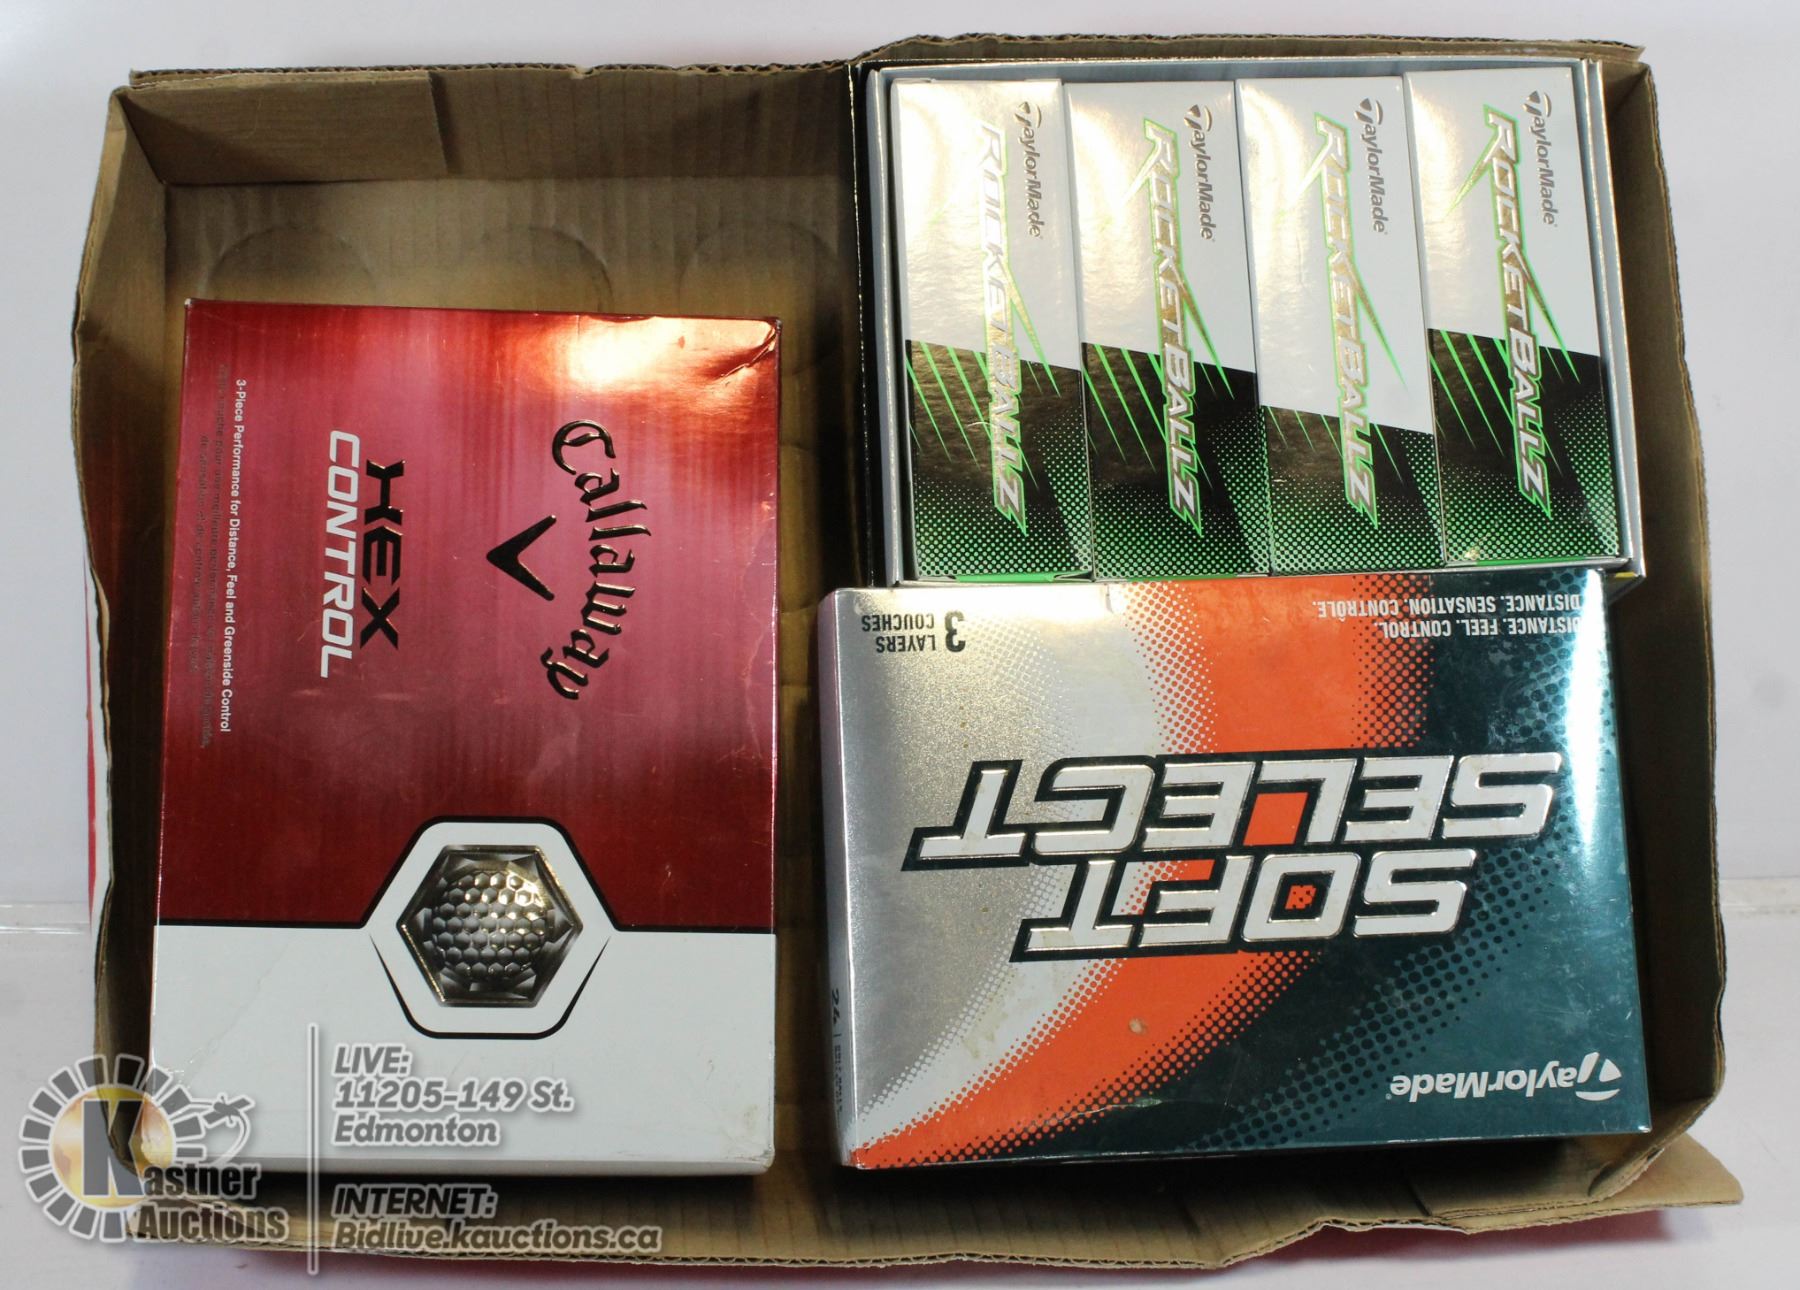 Callaway
HEX
CONTROL
3-Piece Performance for Distance, Feel and Greenside Control
TaylorMade
ROCKETBALLZ
TaylorMade
ROCKETBALLZ
TaylorMade
ROCKETBALLZ
TaylorMade
ROCKETBALLZ
TaylorMade
SOFT
SELECT
DISTANCE. FEEL. CONTROL.
DISTANCE. SENSATION. CONTRÔLE.
3 LAYERS
COUCHES
24
Kastner
Auctions
LIVE:
11205-149 St.
Edmonton
INTERNET:
Bidlive.kauctions.ca